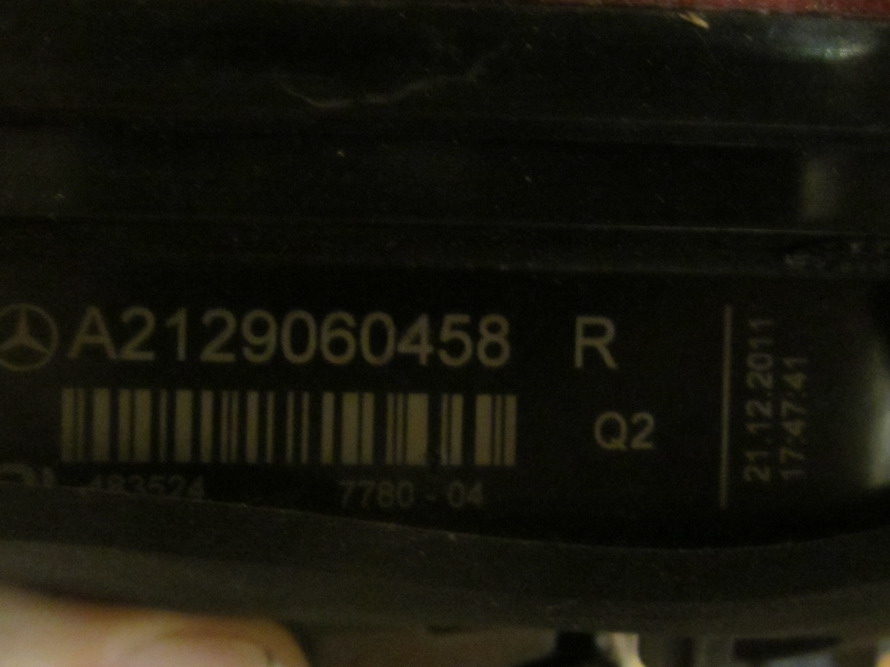 A2129060458 R
Q2
483524 7780 - 04
21.12.2011
17:47:41